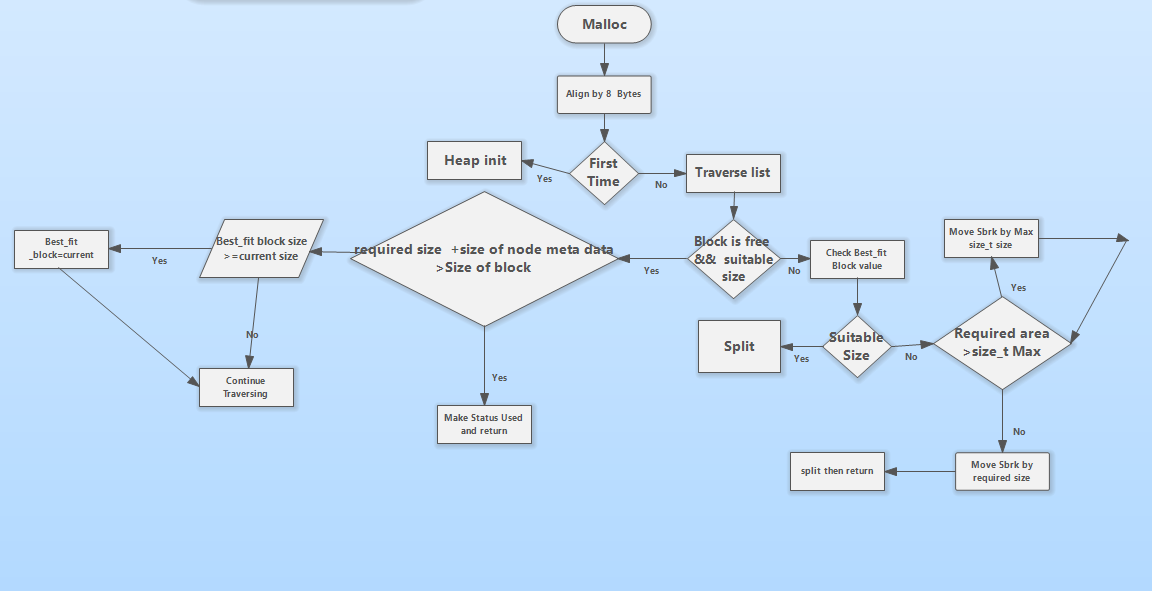 Malloc
Align by 8 Bytes
First
Time
Yes
Heap init
No
Traverse list
Block is free
&& suitable
size
Yes
No
required size +size of node meta data
>Size of block
Best_fit block size
>=current size
Yes
Best_fit
_block=current
No
Continue
Traversing
Yes
Make Status Used
and return
Check Best_fit
Block value
Suitable
Size
Yes
Split
No
Required area
>size_t Max
Yes
Move Sbrk by Max
size_t size
No
Move Sbrk by
required size
split then return